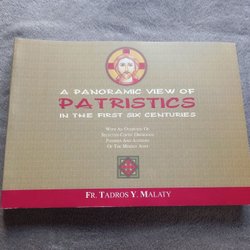 A PANORAMIC VIEW OF
PATRISTICS
IN THE FIRST SIX CENTURIES
WITH AN OVERVIEW OF
SELECTED COPTIC ORTHODOX
FATHERS AND AUTHORS
OF THE MIDDLE AGES
FR. TADROS Y. MALATY